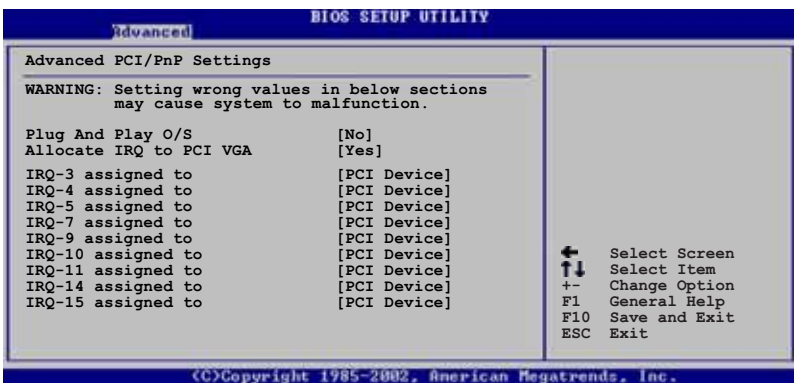 BIOS SETUP UTILITY
Advanced
Advanced PCI/PnP Settings
WARNING: Setting wrong values in below sections
may cause system to malfunction.
Plug And Play O/S [No]
Allocate IRQ to PCI VGA [Yes]
IRQ-3 assigned to [PCI Device]
IRQ-4 assigned to [PCI Device]
IRQ-5 assigned to [PCI Device]
IRQ-7 assigned to [PCI Device]
IRQ-9 assigned to [PCI Device]
IRQ-10 assigned to [PCI Device]
IRQ-11 assigned to [PCI Device]
IRQ-14 assigned to [PCI Device]
IRQ-15 assigned to [PCI Device]
← Select Screen
↑↓ Select Item
+- Change Option
F1 General Help
F10 Save and Exit
ESC Exit
(C)Copyright 1985-2002, American Megatrends, Inc.